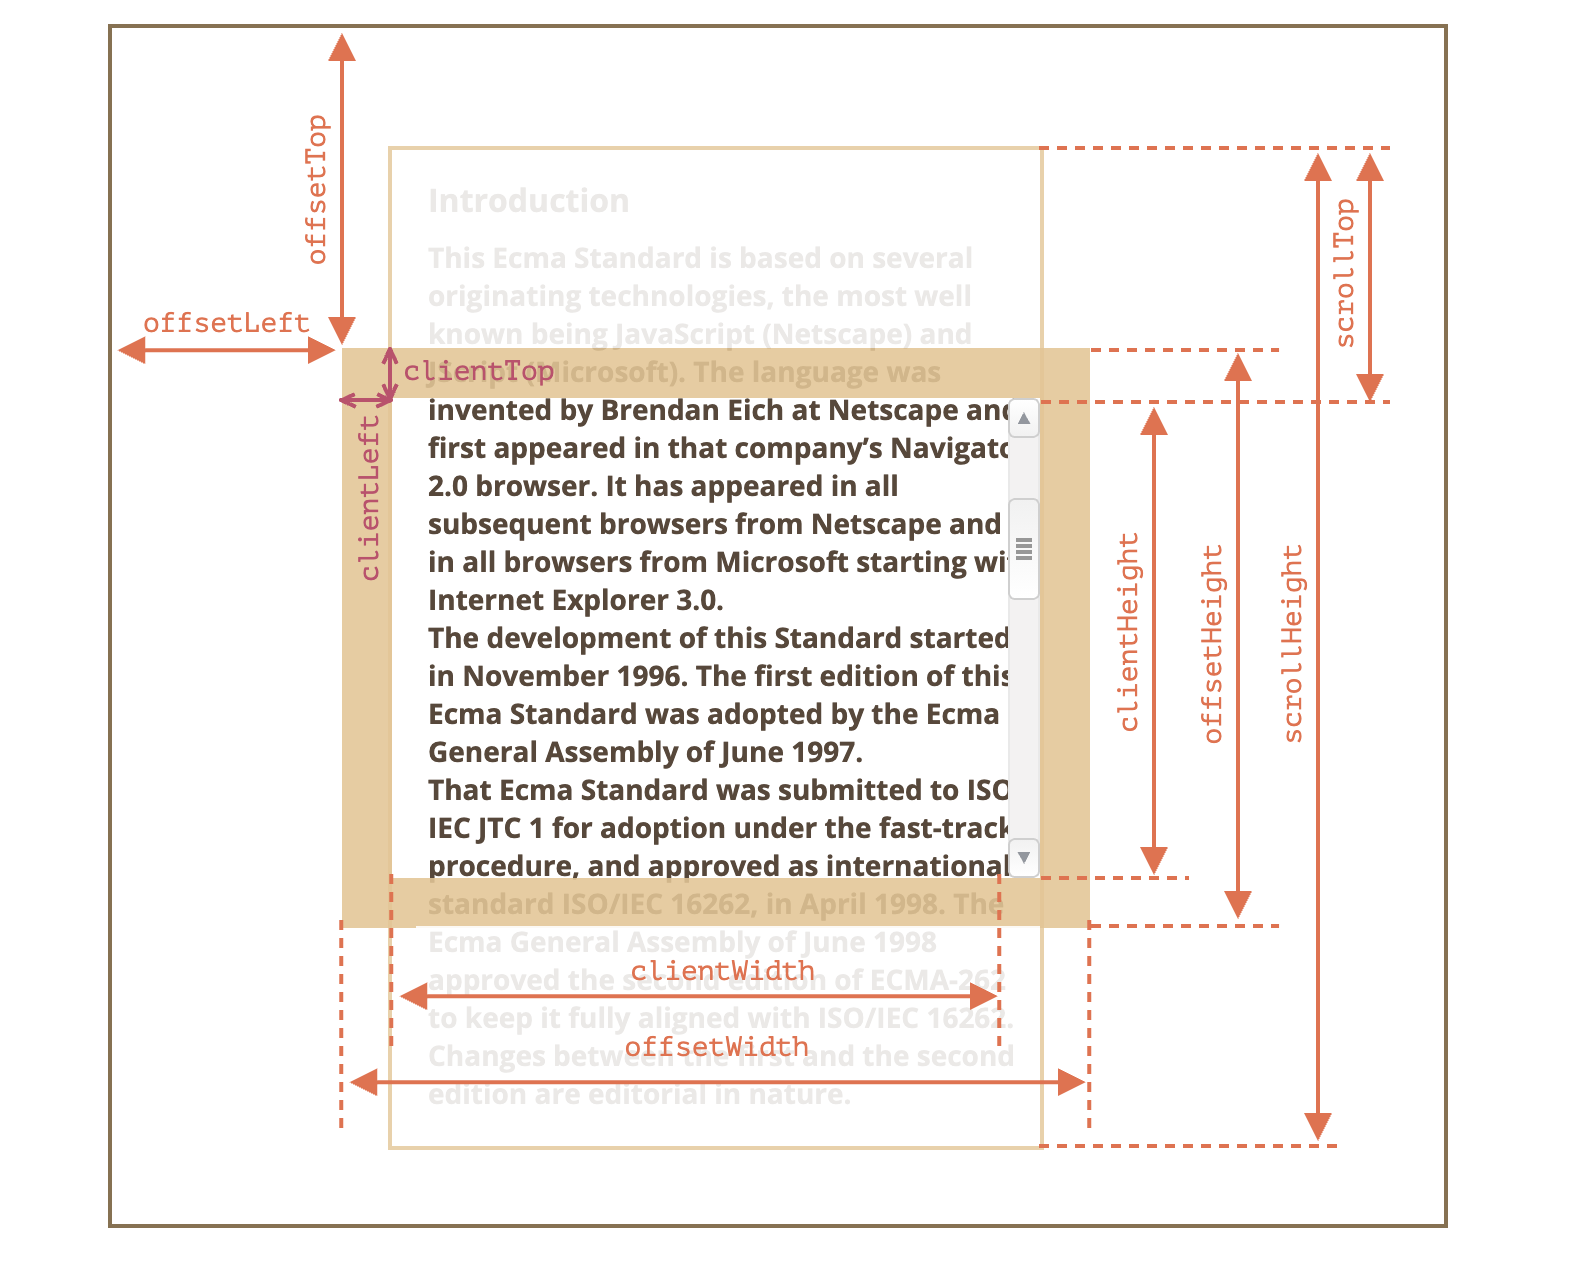 offsetTop
offsetLeft
Introduction
This Ecma Standard is based on several
originating technologies, the most well
known being JavaScript (Netscape) and
JScript (Microsoft). The language was
clientTop
clientLeft
invented by Brendan Eich at Netscape and
first appeared in that company’s Navigato
2.0 browser. It has appeared in all
subsequent browsers from Netscape and
in all browsers from Microsoft starting wi
Internet Explorer 3.0.
The development of this Standard started
in November 1996. The first edition of this
Ecma Standard was adopted by the Ecma
General Assembly of June 1997.
That Ecma Standard was submitted to ISO
IEC JTC 1 for adoption under the fast-track
procedure, and approved as international
standard ISO/IEC 16262, in April 1998. The
Ecma General Assembly of June 1998
approved the second edition of ECMA-262
to keep it fully aligned with ISO/IEC 16262.
Changes between the first and the second
edition are editorial in nature.
clientWidth
offsetWidth
clientHeight
offsetHeight
scrollHeight
scrollTop